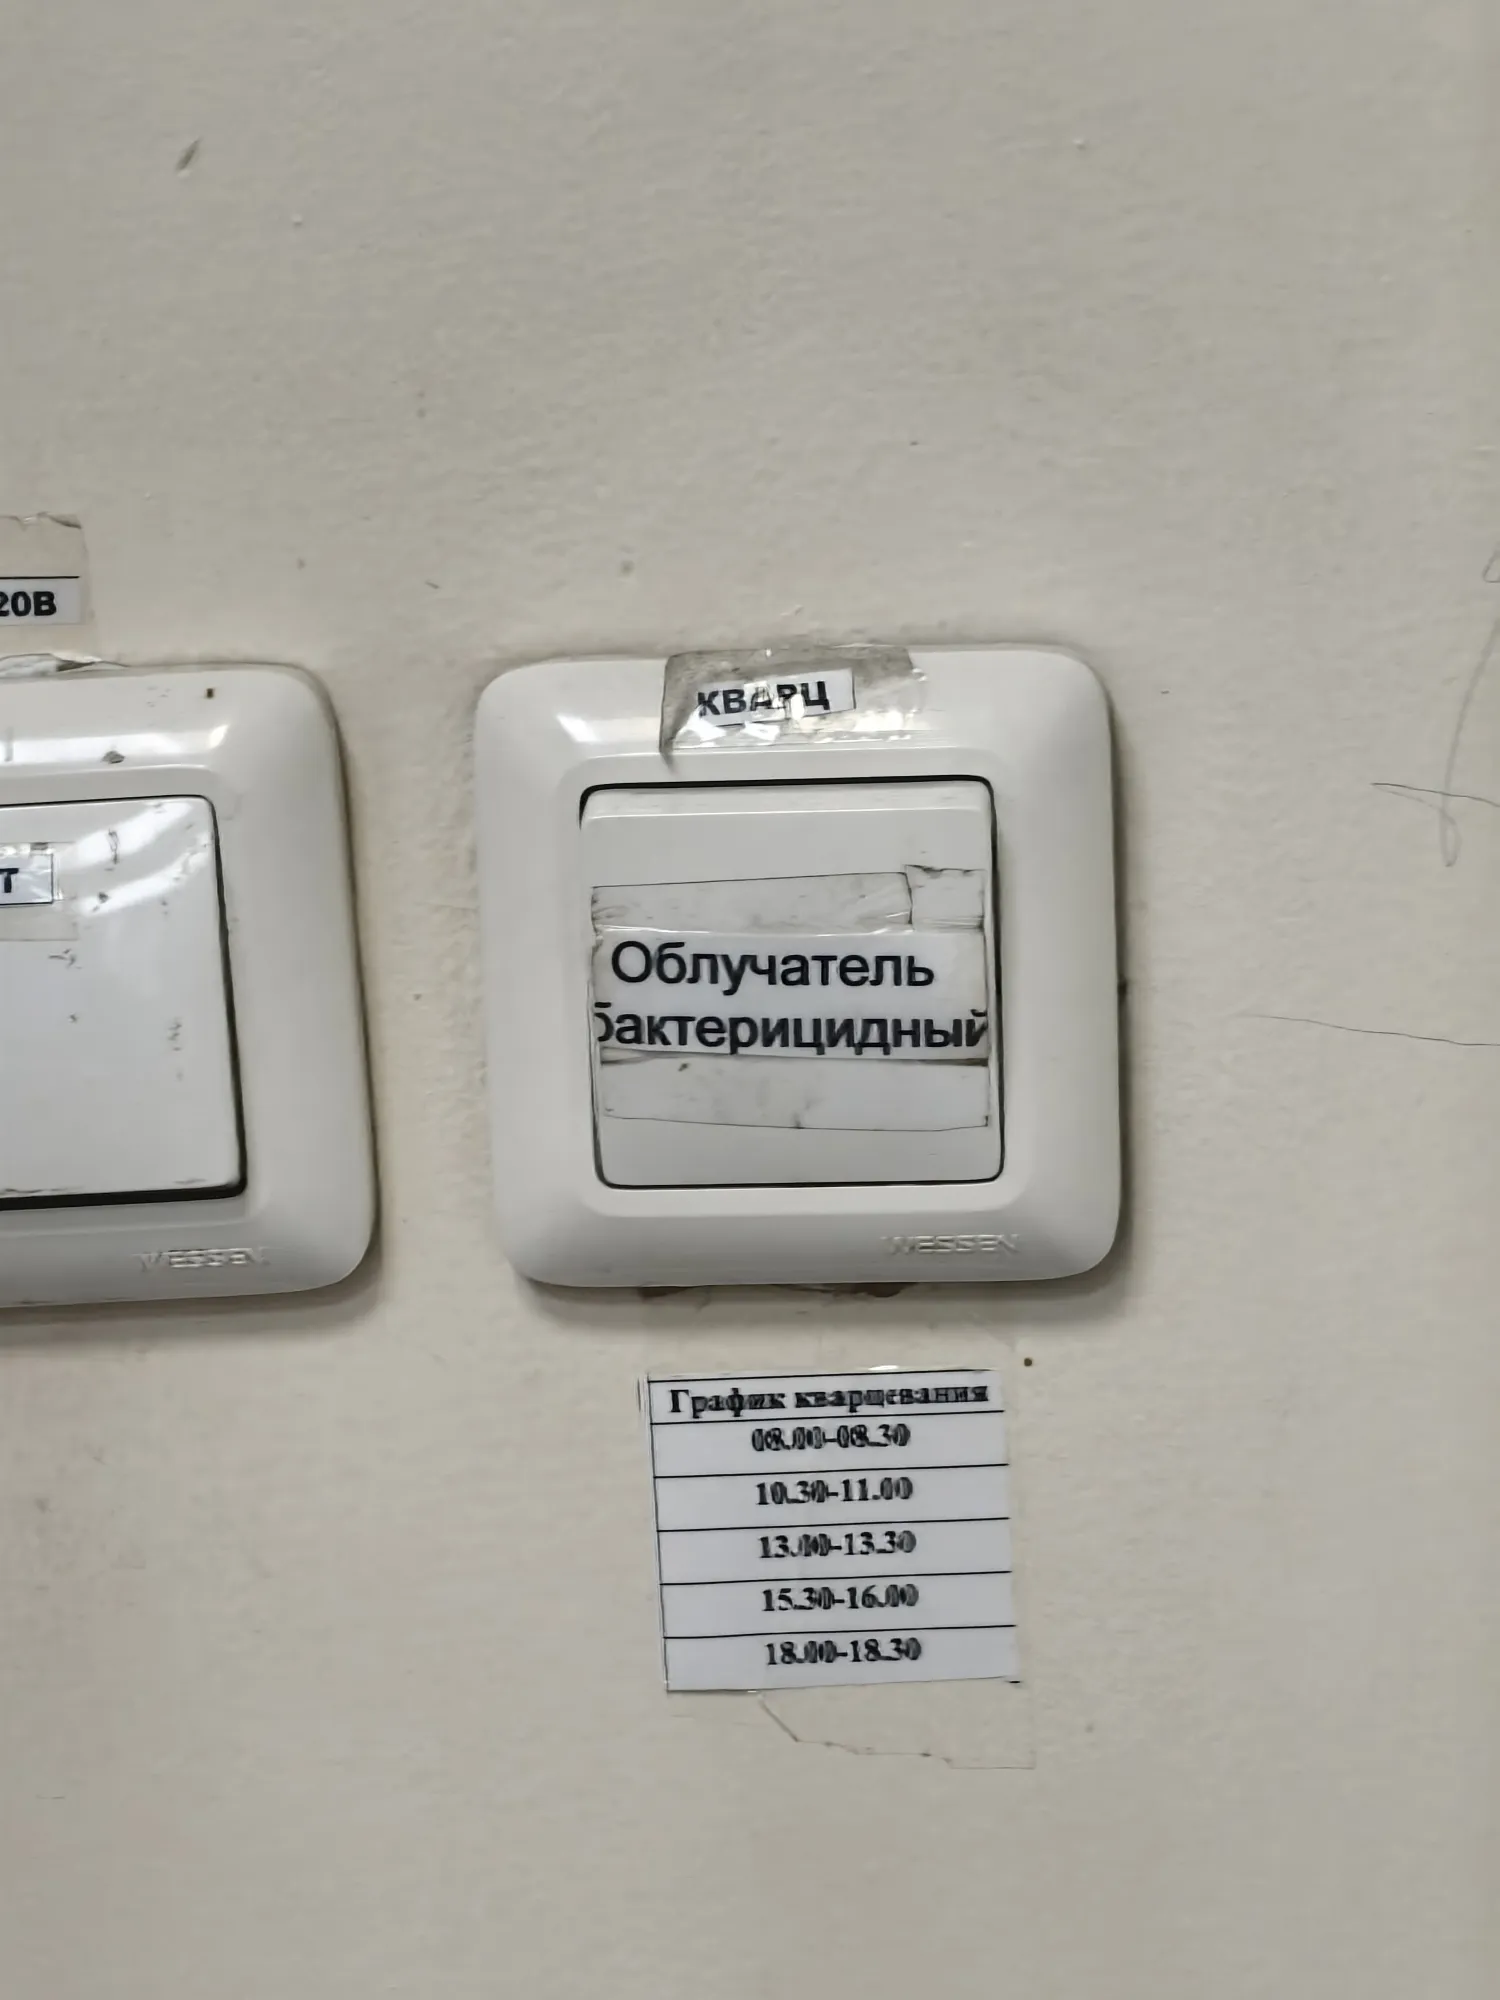 20В
Т
WESSEN
КВАРЦ
Облучатель
бактерицидный
WESSEN
График кварцевания
08.00-08.30
10.30-11.00
13.00-13.30
15.30-16.00
18.00-18.30